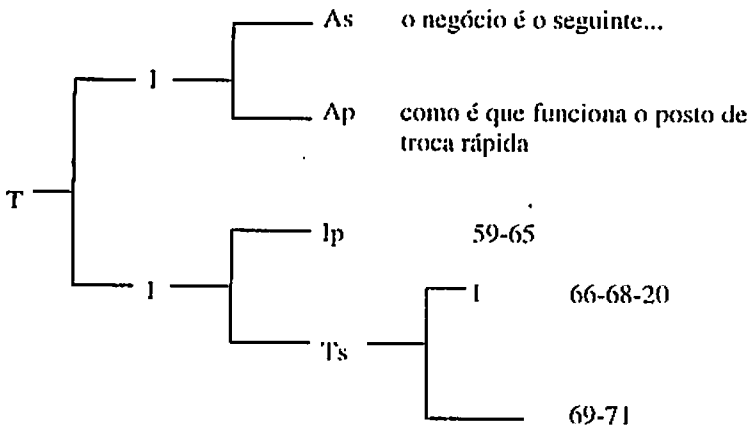 As o negócio é o seguinte...
I
Ap como é que funciona o posto de
troca rápida
T
Ip 59-65
I
I 66-68-20
Ts
69-71